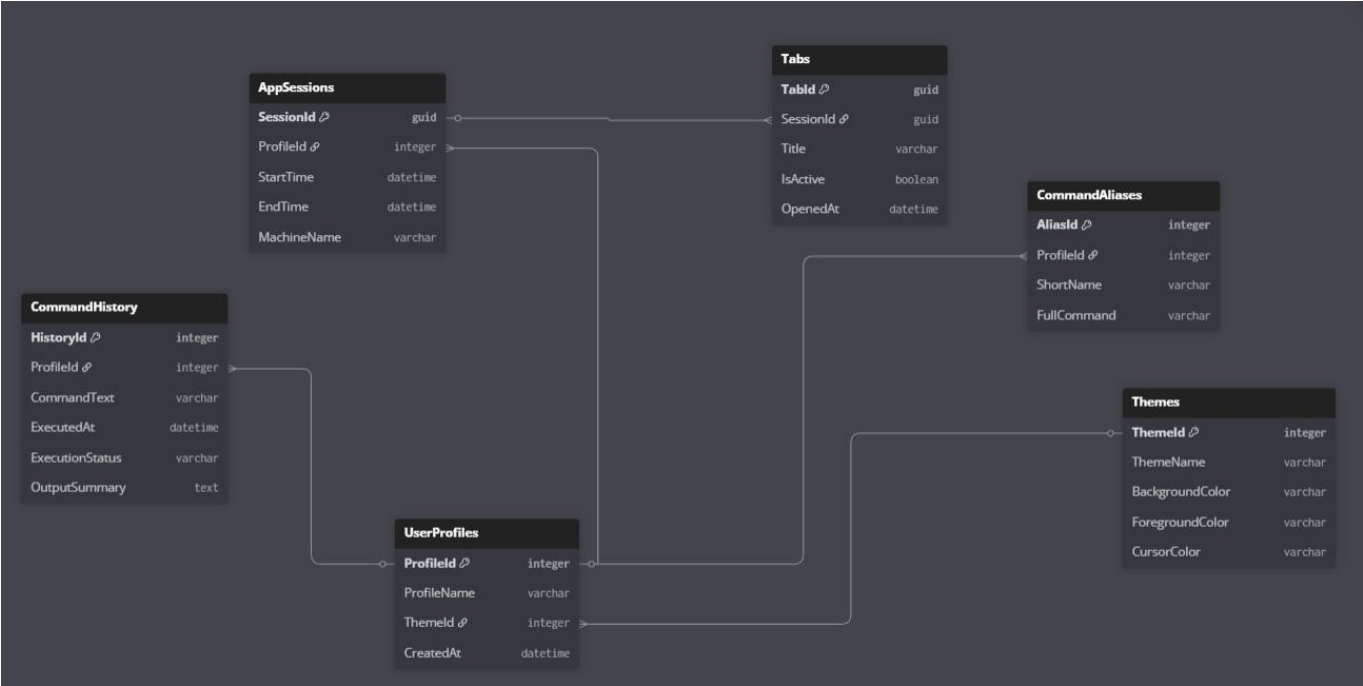 AppSessions
SessionId guid
ProfileId integer
StartTime datetime
EndTime datetime
MachineName varchar
Tabs
TabId guid
SessionId guid
Title varchar
IsActive boolean
OpenedAt datetime
CommandAliases
AliasId integer
ProfileId integer
ShortName varchar
FullCommand varchar
CommandHistory
HistoryId integer
ProfileId integer
CommandText varchar
ExecutedAt datetime
ExecutionStatus varchar
OutputSummary text
Themes
ThemeId integer
ThemeName varchar
BackgroundColor varchar
ForegroundColor varchar
CursorColor varchar
UserProfiles
ProfileId integer
ProfileName varchar
ThemeId integer
CreatedAt datetime